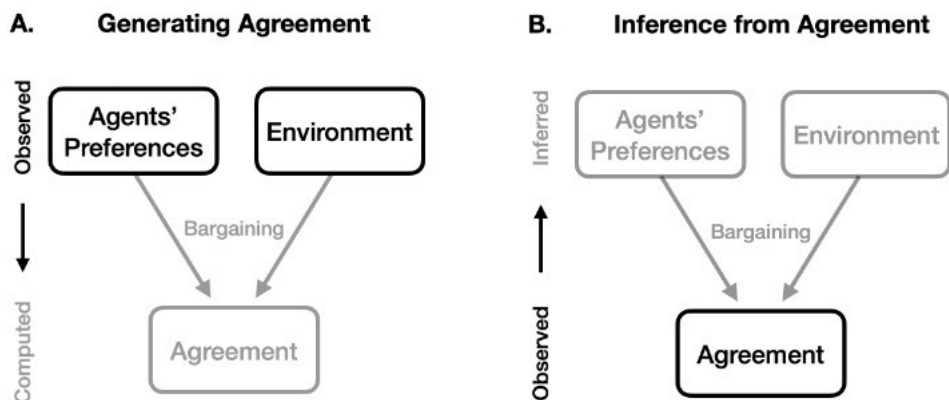 A. Generating Agreement
Observed
Agents'
Preferences
Environment
Bargaining
Computed
Agreement
B. Inference from Agreement
Inferred
Agents'
Preferences
Environment
Bargaining
Observed
Agreement